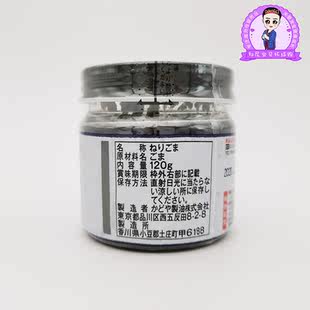 名　称　ねりごま
原材料名　ごま
内 容 量　120g
賞味期限　枠外右部に記載
保存方法　直射日光に当たらな
い涼しい所に保存し
てください。
製 造 者　かどや製油株式会社
東京都品川区西五反田8-2-8
製 造 所
香川県小豆郡土庄町甲6188